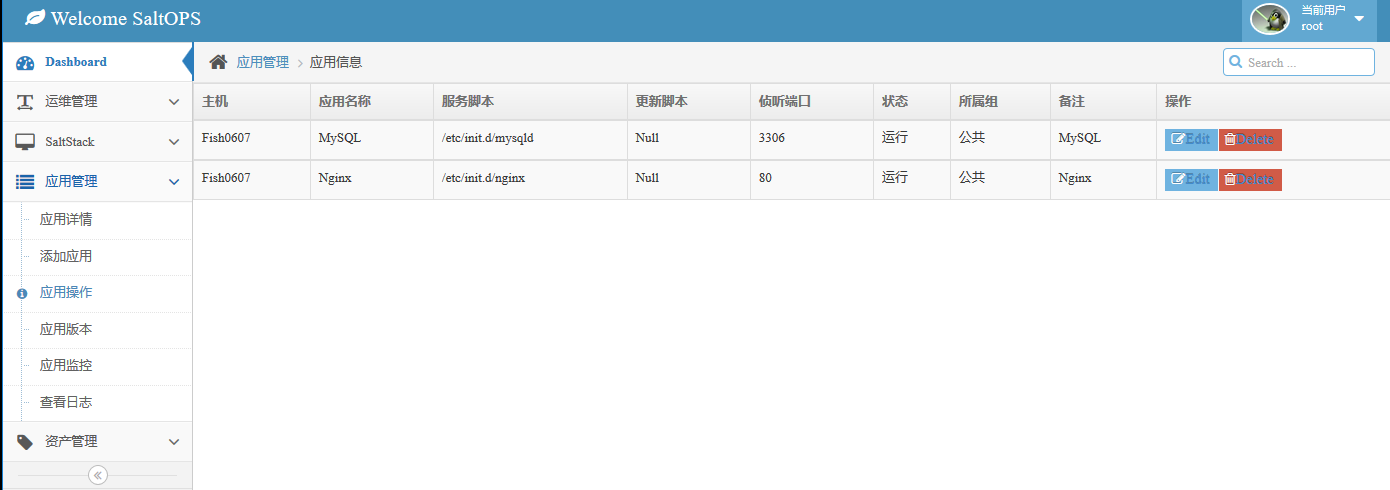 Welcome SaltOPS
当前用户
root
Dashboard
应用管理 应用信息
Search ...
运维管理
SaltStack
应用管理
应用详情
添加应用
应用操作
应用版本
应用监控
查看日志
资产管理
主机 应用名称 服务脚本 更新脚本 侦听端口 状态 所属组 备注 操作
Fish0607 MySQL /etc/init.d/mysqld Null 3306 运行 公共 MySQL Edit Delete
Fish0607 Nginx /etc/init.d/nginx Null 80 运行 公共 Nginx Edit Delete